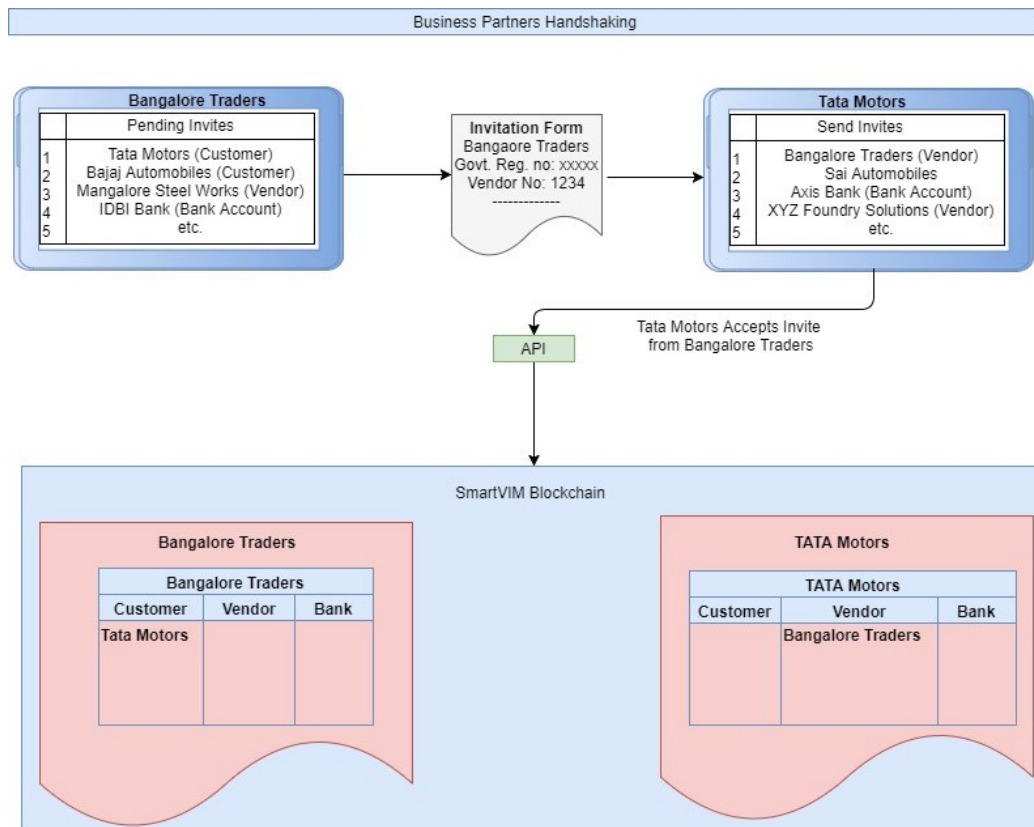 Business Partners Handshaking
Bangalore Traders
Pending Invites
1 Tata Motors (Customer)
2 Bajaj Automobiles (Customer)
3 Mangalore Steel Works (Vendor)
4 IDBI Bank (Bank Account)
5 etc.
Invitation Form
Bangaore Traders
Govt. Reg. no: xxxxx
Vendor No: 1234
-------------
Tata Motors
Send Invites
1 Bangalore Traders (Vendor)
2 Sai Automobiles
3 Axis Bank (Bank Account)
4 XYZ Foundry Solutions (Vendor)
5 etc.
Tata Motors Accepts Invite
from Bangalore Traders
API
SmartVIM Blockchain
Bangalore Traders
Bangalore Traders
Customer Vendor Bank
Tata Motors
TATA Motors
TATA Motors
Customer Vendor Bank
Bangalore Traders